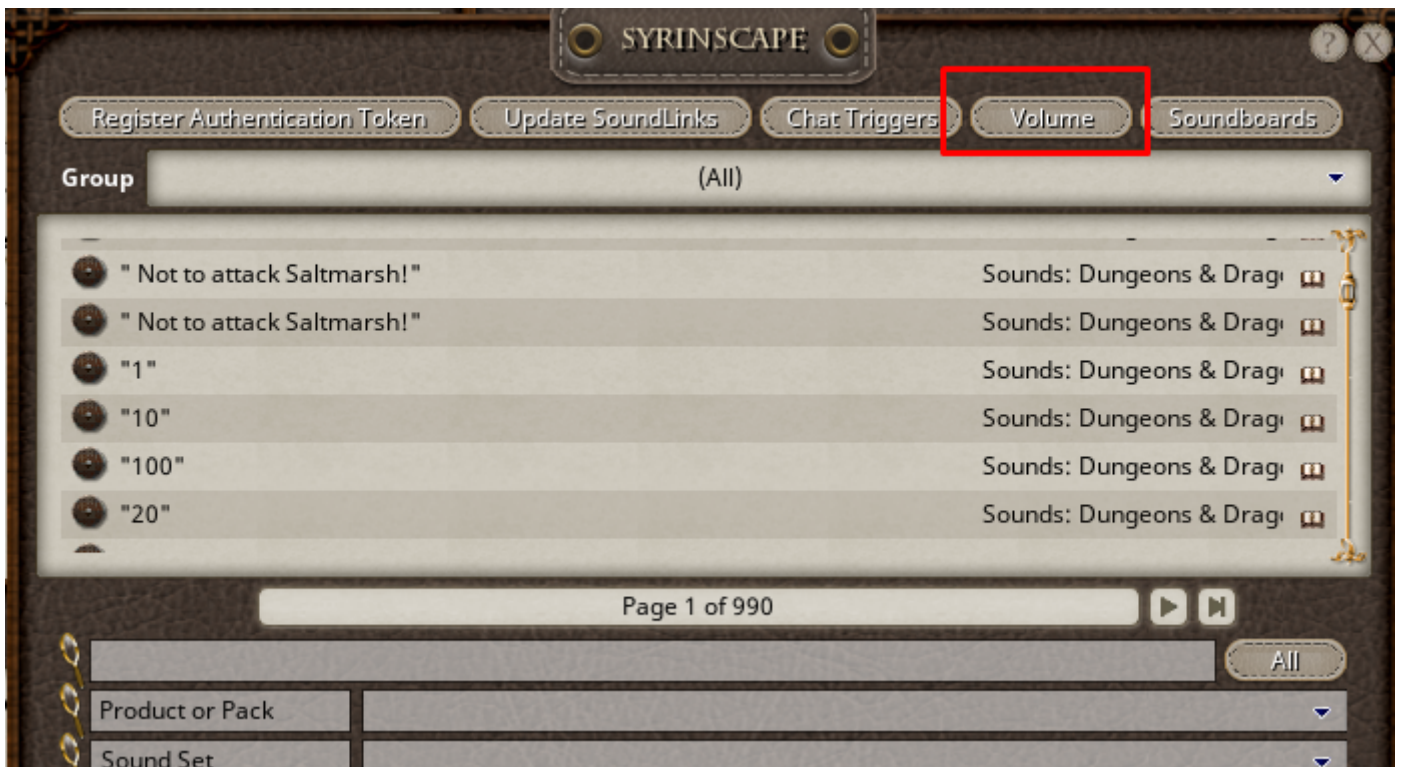 SYRINSCAPE
? X
Register Authentication Token Update SoundLinks Chat Triggers Volume Soundboards
Group (All)
" Not to attack Saltmarsh!" Sounds: Dungeons & Drag
" Not to attack Saltmarsh!" Sounds: Dungeons & Drag
"1" Sounds: Dungeons & Drag
"10" Sounds: Dungeons & Drag
"100" Sounds: Dungeons & Drag
"20" Sounds: Dungeons & Drag
Page 1 of 990
All
Product or Pack
Sound Set